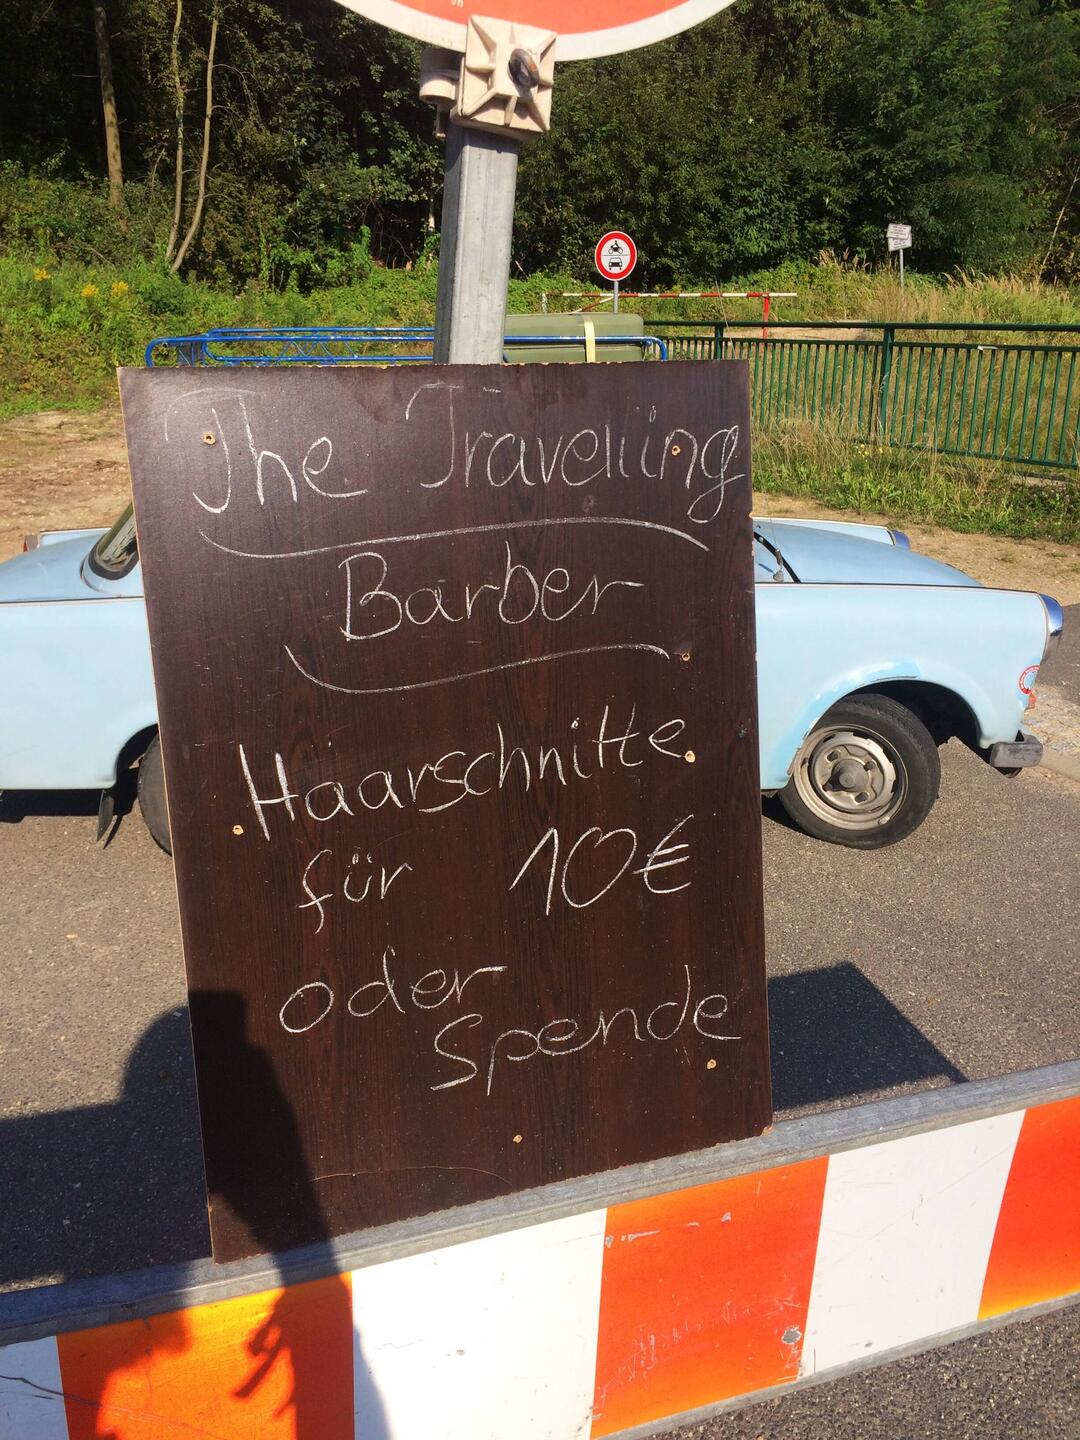 The Travelling
Barber
Haarschnitte
für 10€
oder
Spende